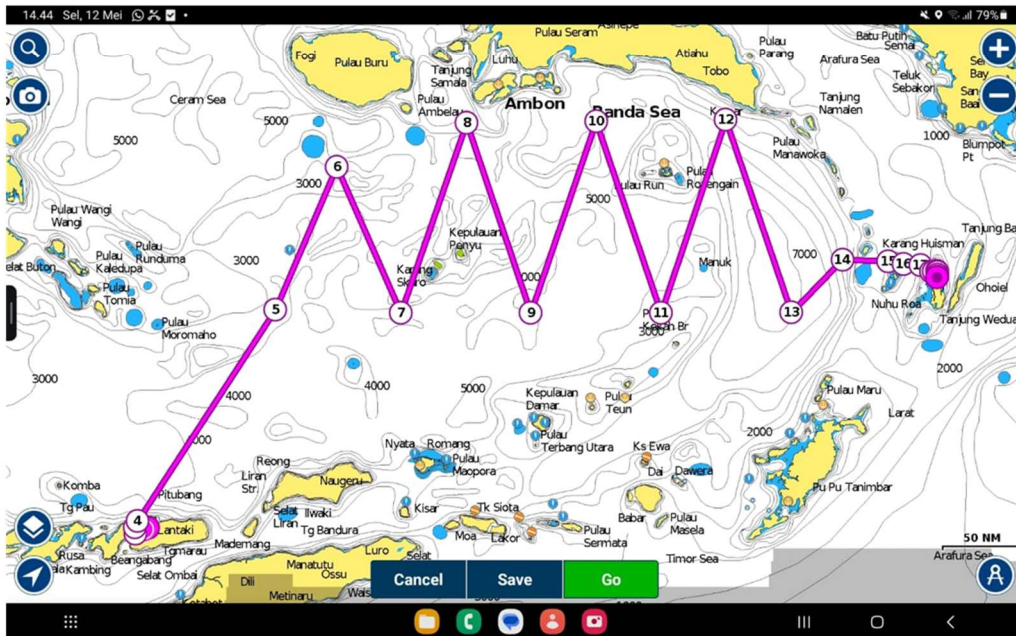 14.44 Sel, 12 Mei
79%
Asinepe
Pulau Seram
Batu Putih
Semai
Fogi
Pulau Buru
Luhu
Atiahu
Pulau
Parang
Arafura Sea
Tanjung
Samala
Tobo
Teluk
Sebakor
Ceram Sea
Pulau
Ambelau
Ambon
Banda Sea
Tanjung
Namalen
5000
5000
8
10
12
1000
Blumpot
Pt
Pulau
Manawoka
6
3000
Pulau Run
Pulau
Rozengain
5000
Pulau Wangi
Wangi
Kepulauan
Penyu
Karang Huisman
Tanjung Ba
Selat Buton
Pulau
Runduma
Pulau
Kaledupa
3000
Karang
Skaro
Manuk
7000
14
15
16
17
Pulau
Tomia
Nuhu Roa
Ohoiel
5
7
9
11
13
Tanjung Wedua
Pulau
Moromaho
3000
3000
4000
4000
5000
2000
Kepulauan
Damar
Pulau
Teun
Pulau Maru
Larat
Pulau
Terbang Utara
2000
Nyata
Romang
Pulau
Maopora
Ks Ewa
Dai
Dawera
Reong
Liran
Str.
Naugeru
Komba
Tg Pau
Pitubang
Pu Pu Tanimbar
4
Lantaki
Selat
Liran
Ilwaki
Tg Bandura
Kisar
Tk Siota
Moa
Lakor
Pulau
Sermata
Babar
Pulau
Masela
Rusa
Kambing
Beangabang
Tgmarau
Mademang
Selat Ombai
Luro
Selat
Manatutu
Ossu
Timor Sea
50 NM
Arafura Sea
Dili
Metinaru
Cancel
Save
Go